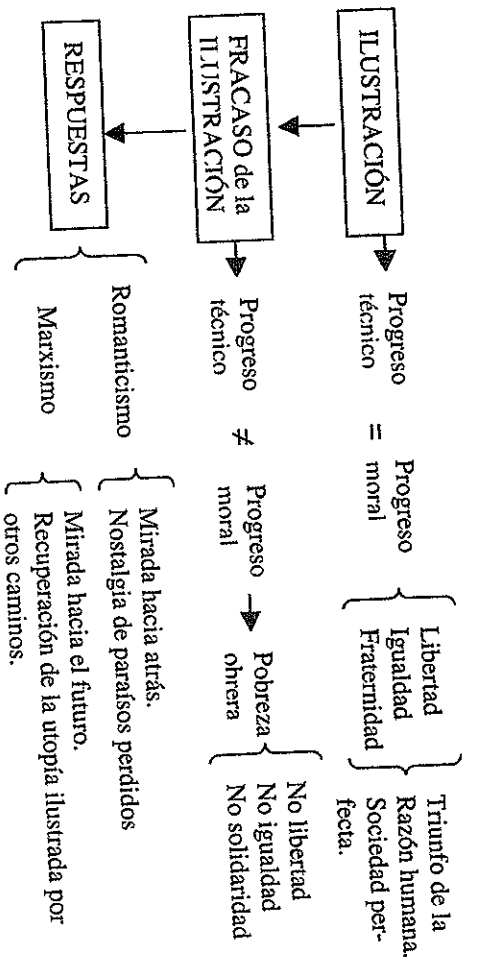 ILUSTRACIÓN
Progreso
técnico
=
Progreso
moral
Libertad
Igualdad
Fraternidad
Triunfo de la
Razón humana.
Sociedad per-
fecta.
FRACASO de la
ILUSTRACIÓN
Progreso
técnico
≠
Progreso
moral
Pobreza
obrera
No libertad
No igualdad
No solidaridad
RESPUESTAS
Romanticismo
Mirada hacia atrás.
Nostalgia de paraísos perdidos
Marxismo
Mirada hacia el futuro.
Recuperación de la utopía ilustrada por
otros caminos.